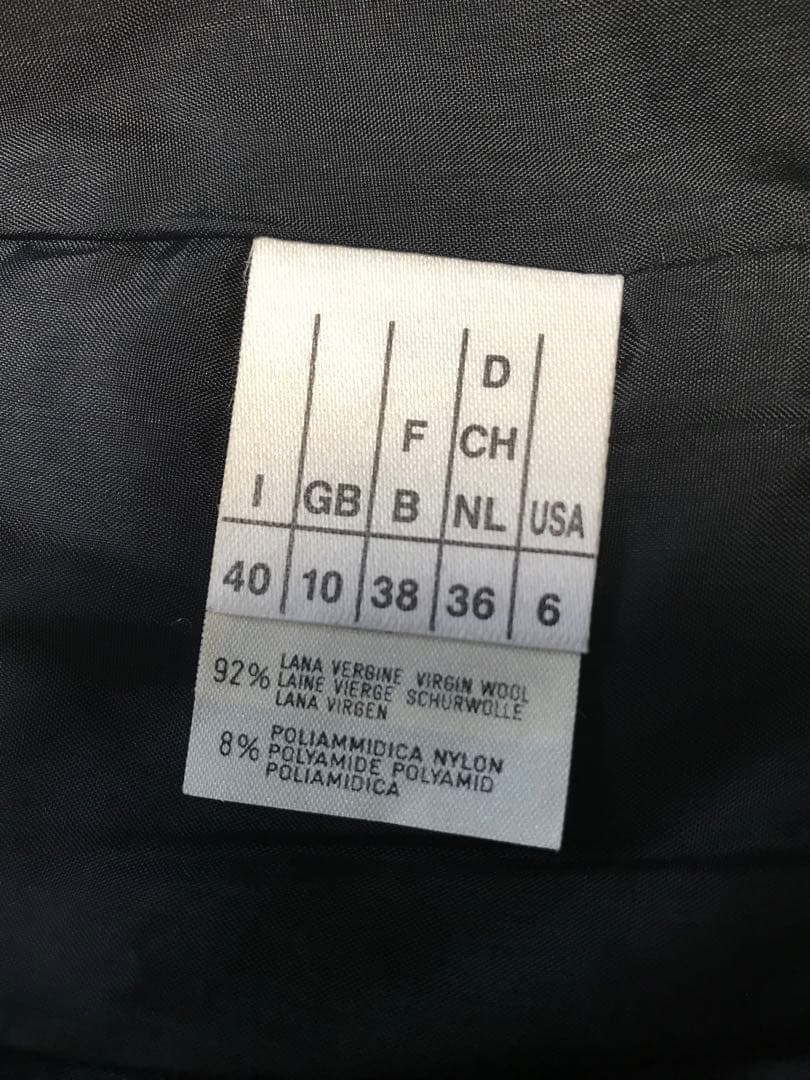 D
F CH
I GB B NL USA
40 10 38 36 6
92% LANA VERGINE VIRGIN WOOL
LAINE VIERGE SCHURWOLLE
LANA VIRGEN
8% POLIAMMIDICA NYLON
POLYAMIDE POLYAMID
POLIAMIDICA